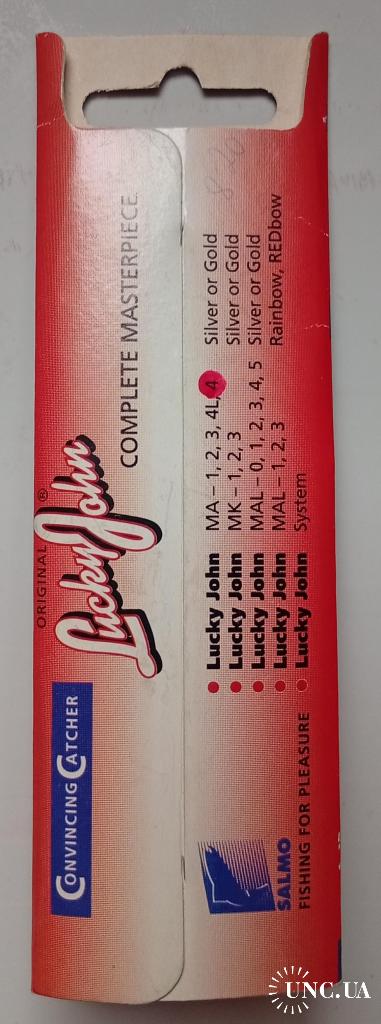 CONVINCING CATCHER
ORIGINAL
Lucky John ®
COMPLETE MASTERPIECE
820
• Lucky John MA – 1, 2, 3, 4L, 4 Silver or Gold
• Lucky John MK – 1, 2, 3 Silver or Gold
• Lucky John MAL – 0, 1, 2, 3, 4, 5 Silver or Gold
• Lucky John MAL – 1, 2, 3 Rainbow, REDbow
• Lucky John System
SALMO
FISHING FOR PLEASURE
UNC.UA